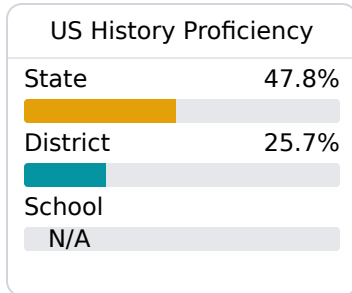 US History Proficiency
State 47.8%
District 25.7%
School
N/A